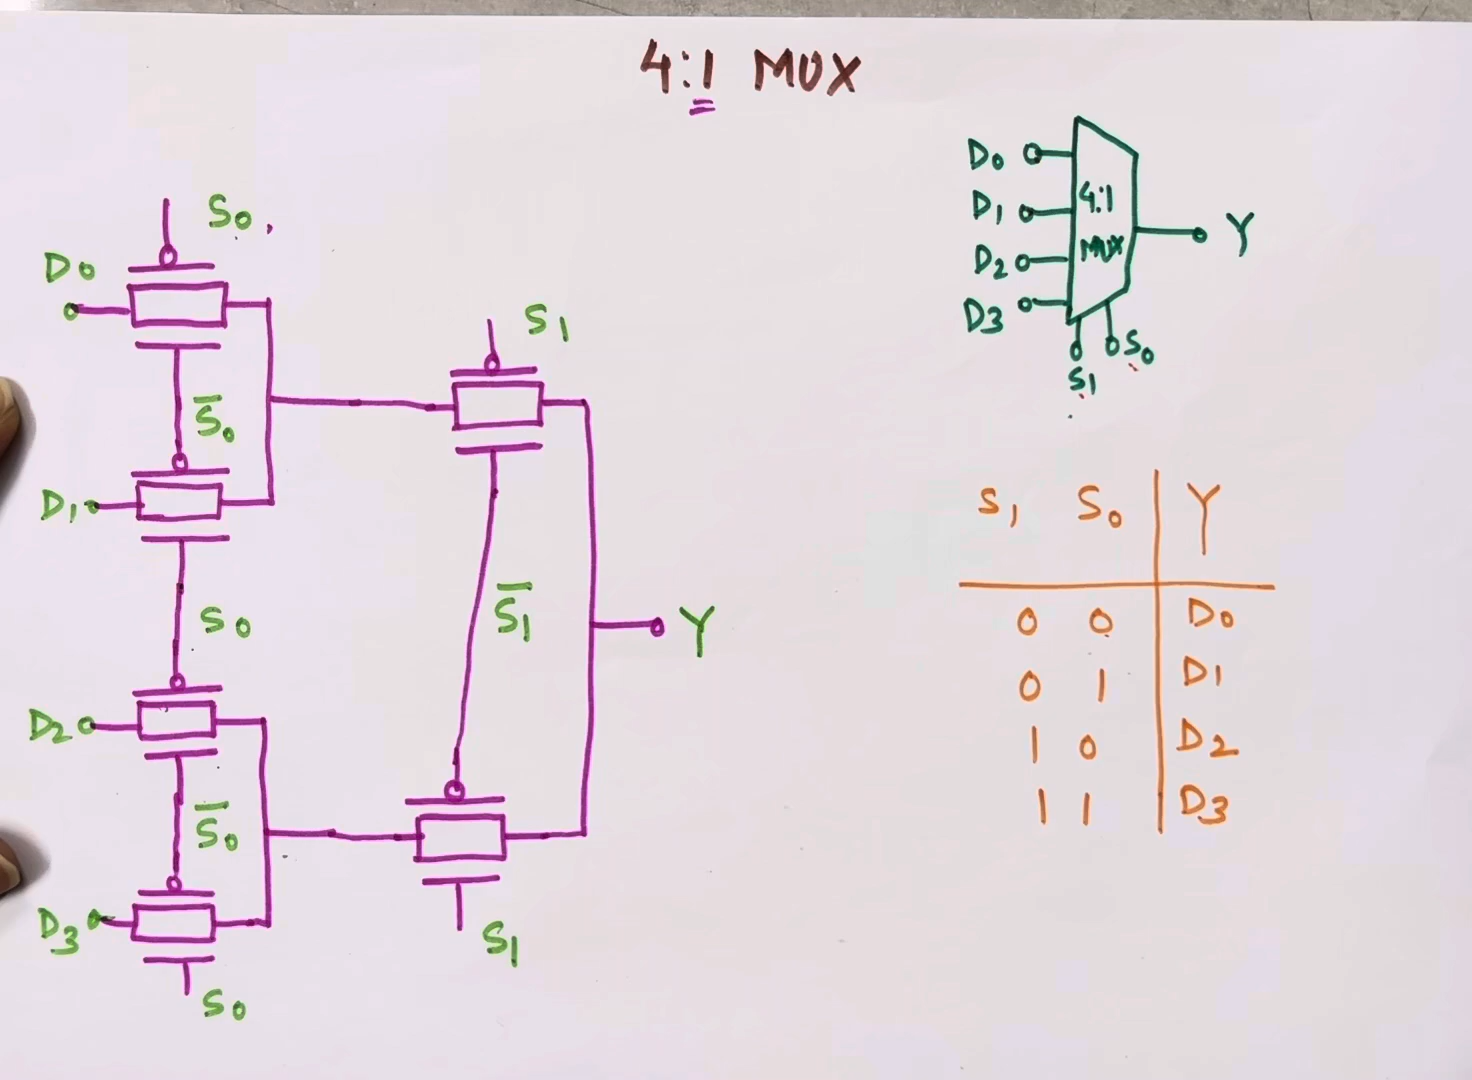 4:1 MUX
S0
D0
S̅0
D1
S0
D2
S̅0
D3
S0
S1
S̅1
Y
S1
D0
D1
D2
D3
4:1
MUX
Y
S1
S0
S1 S0 Y
0 0 D0
0 1 D1
1 0 D2
1 1 D3